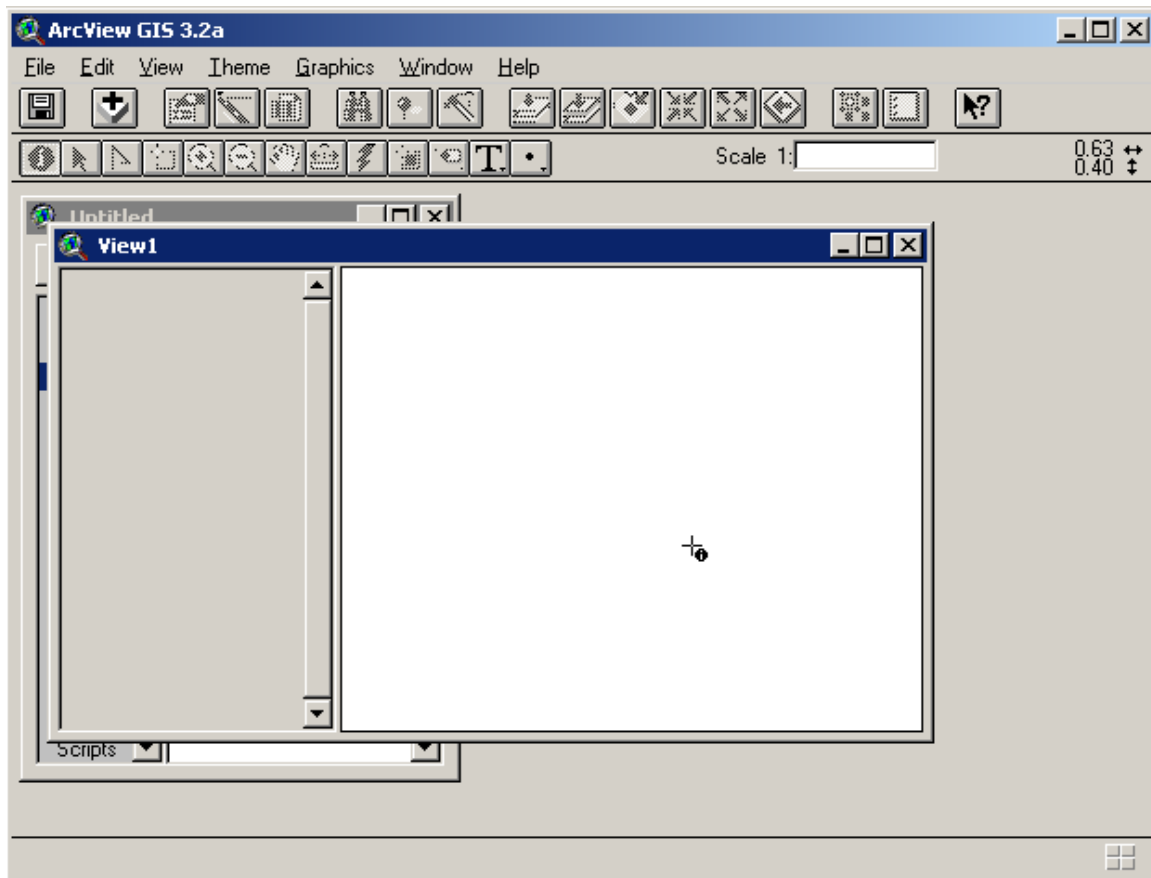 ArcView GIS 3.2a
File Edit View Theme Graphics Window Help
T
Scale 1:
0.63
0.40
Untitled
View1
Scripts